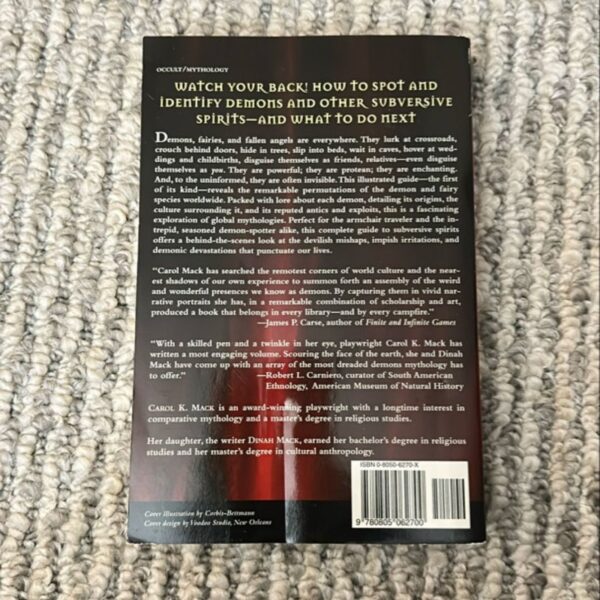 OCCULT/MYTHOLOGY
WATCH YOUR BACK! HOW TO SPOT AND
IDENTIFY DEMONS AND OTHER SUBVERSIVE
SPIRITS—AND WHAT TO DO NEXT
Demons, fairies, and fallen angels are everywhere. They lurk at crossroads,
crouch behind doors, hide in trees, slip into beds, wait in caves, hover at wed-
dings and childbirths, disguise themselves as friends, relatives—even disguise
themselves as you. They are powerful; they are protean; they are enchanting.
And, to the uninformed, they are often invisible. This illustrated guide—the first
of its kind—reveals the remarkable permutations of the demon and fairy
species worldwide. Packed with lore about each demon, detailing its origins, the
culture surrounding it, and its reputed antics and exploits, this is a fascinating
exploration of global mythologies. Perfect for the armchair traveler and the in-
trepid, seasoned demon-spotter alike, this complete guide to subversive spirits
offers a behind-the-scenes look at the devilish mishaps, impish irritations, and
demonic devastations that punctuate our lives.
"Carol Mack has searched the remotest corners of world culture and the near-
est shadows of our own experience to summon forth an assembly of the weird
and wonderful presences we know as demons. By capturing them in vivid nar-
rative portraits she has, in a remarkable combination of scholarship and art,
produced a book that belongs in every library—and by every campfire."
—James P. Carse, author of Finite and Infinite Games
"With a skilled pen and a twinkle in her eye, playwright Carol K. Mack has
written a most engaging volume. Scouring the face of the earth, she and Dinah
Mack have come up with an array of the most dreaded demons mythology has
to offer." —Robert L. Carniero, curator of South American
Ethnology, American Museum of Natural History
CAROL K. MACK is an award-winning playwright with a longtime interest in
comparative mythology and a master's degree in religious studies.
Her daughter, the writer DINAH MACK, earned her bachelor's degree in religious
studies and her master's degree in cultural anthropology.
ISBN 0-8050-6270-X
9 780805 062700
Cover illustration by Corbis-Bettmann
Cover design by Voodoo Studio, New Orleans